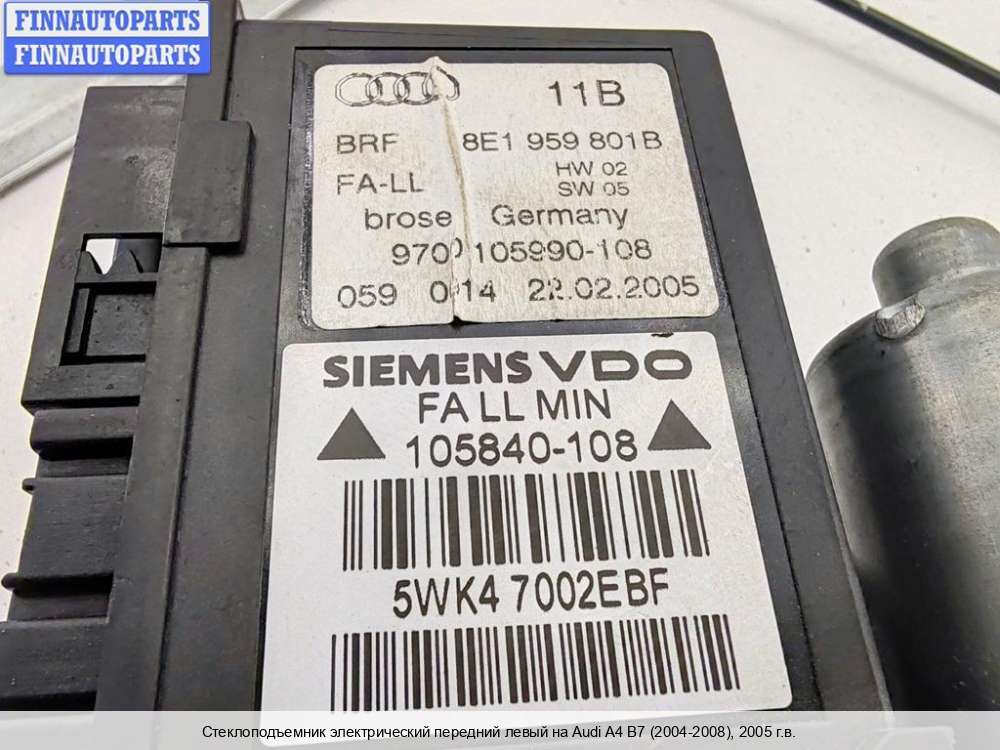 FINNAUTOPARTS
FINNAUTOPARTS
11B
BRF 8E1 959 801B
FA-LL HW 02
SW 05
brose Germany
970 105990-108
059 014 22.02.2005
SIEMENS VDO
FA LL MIN
105840-108
5WK4 7002EBF
Стеклоподъемник электрический передний левый на Audi A4 B7 (2004-2008), 2005 г.в.